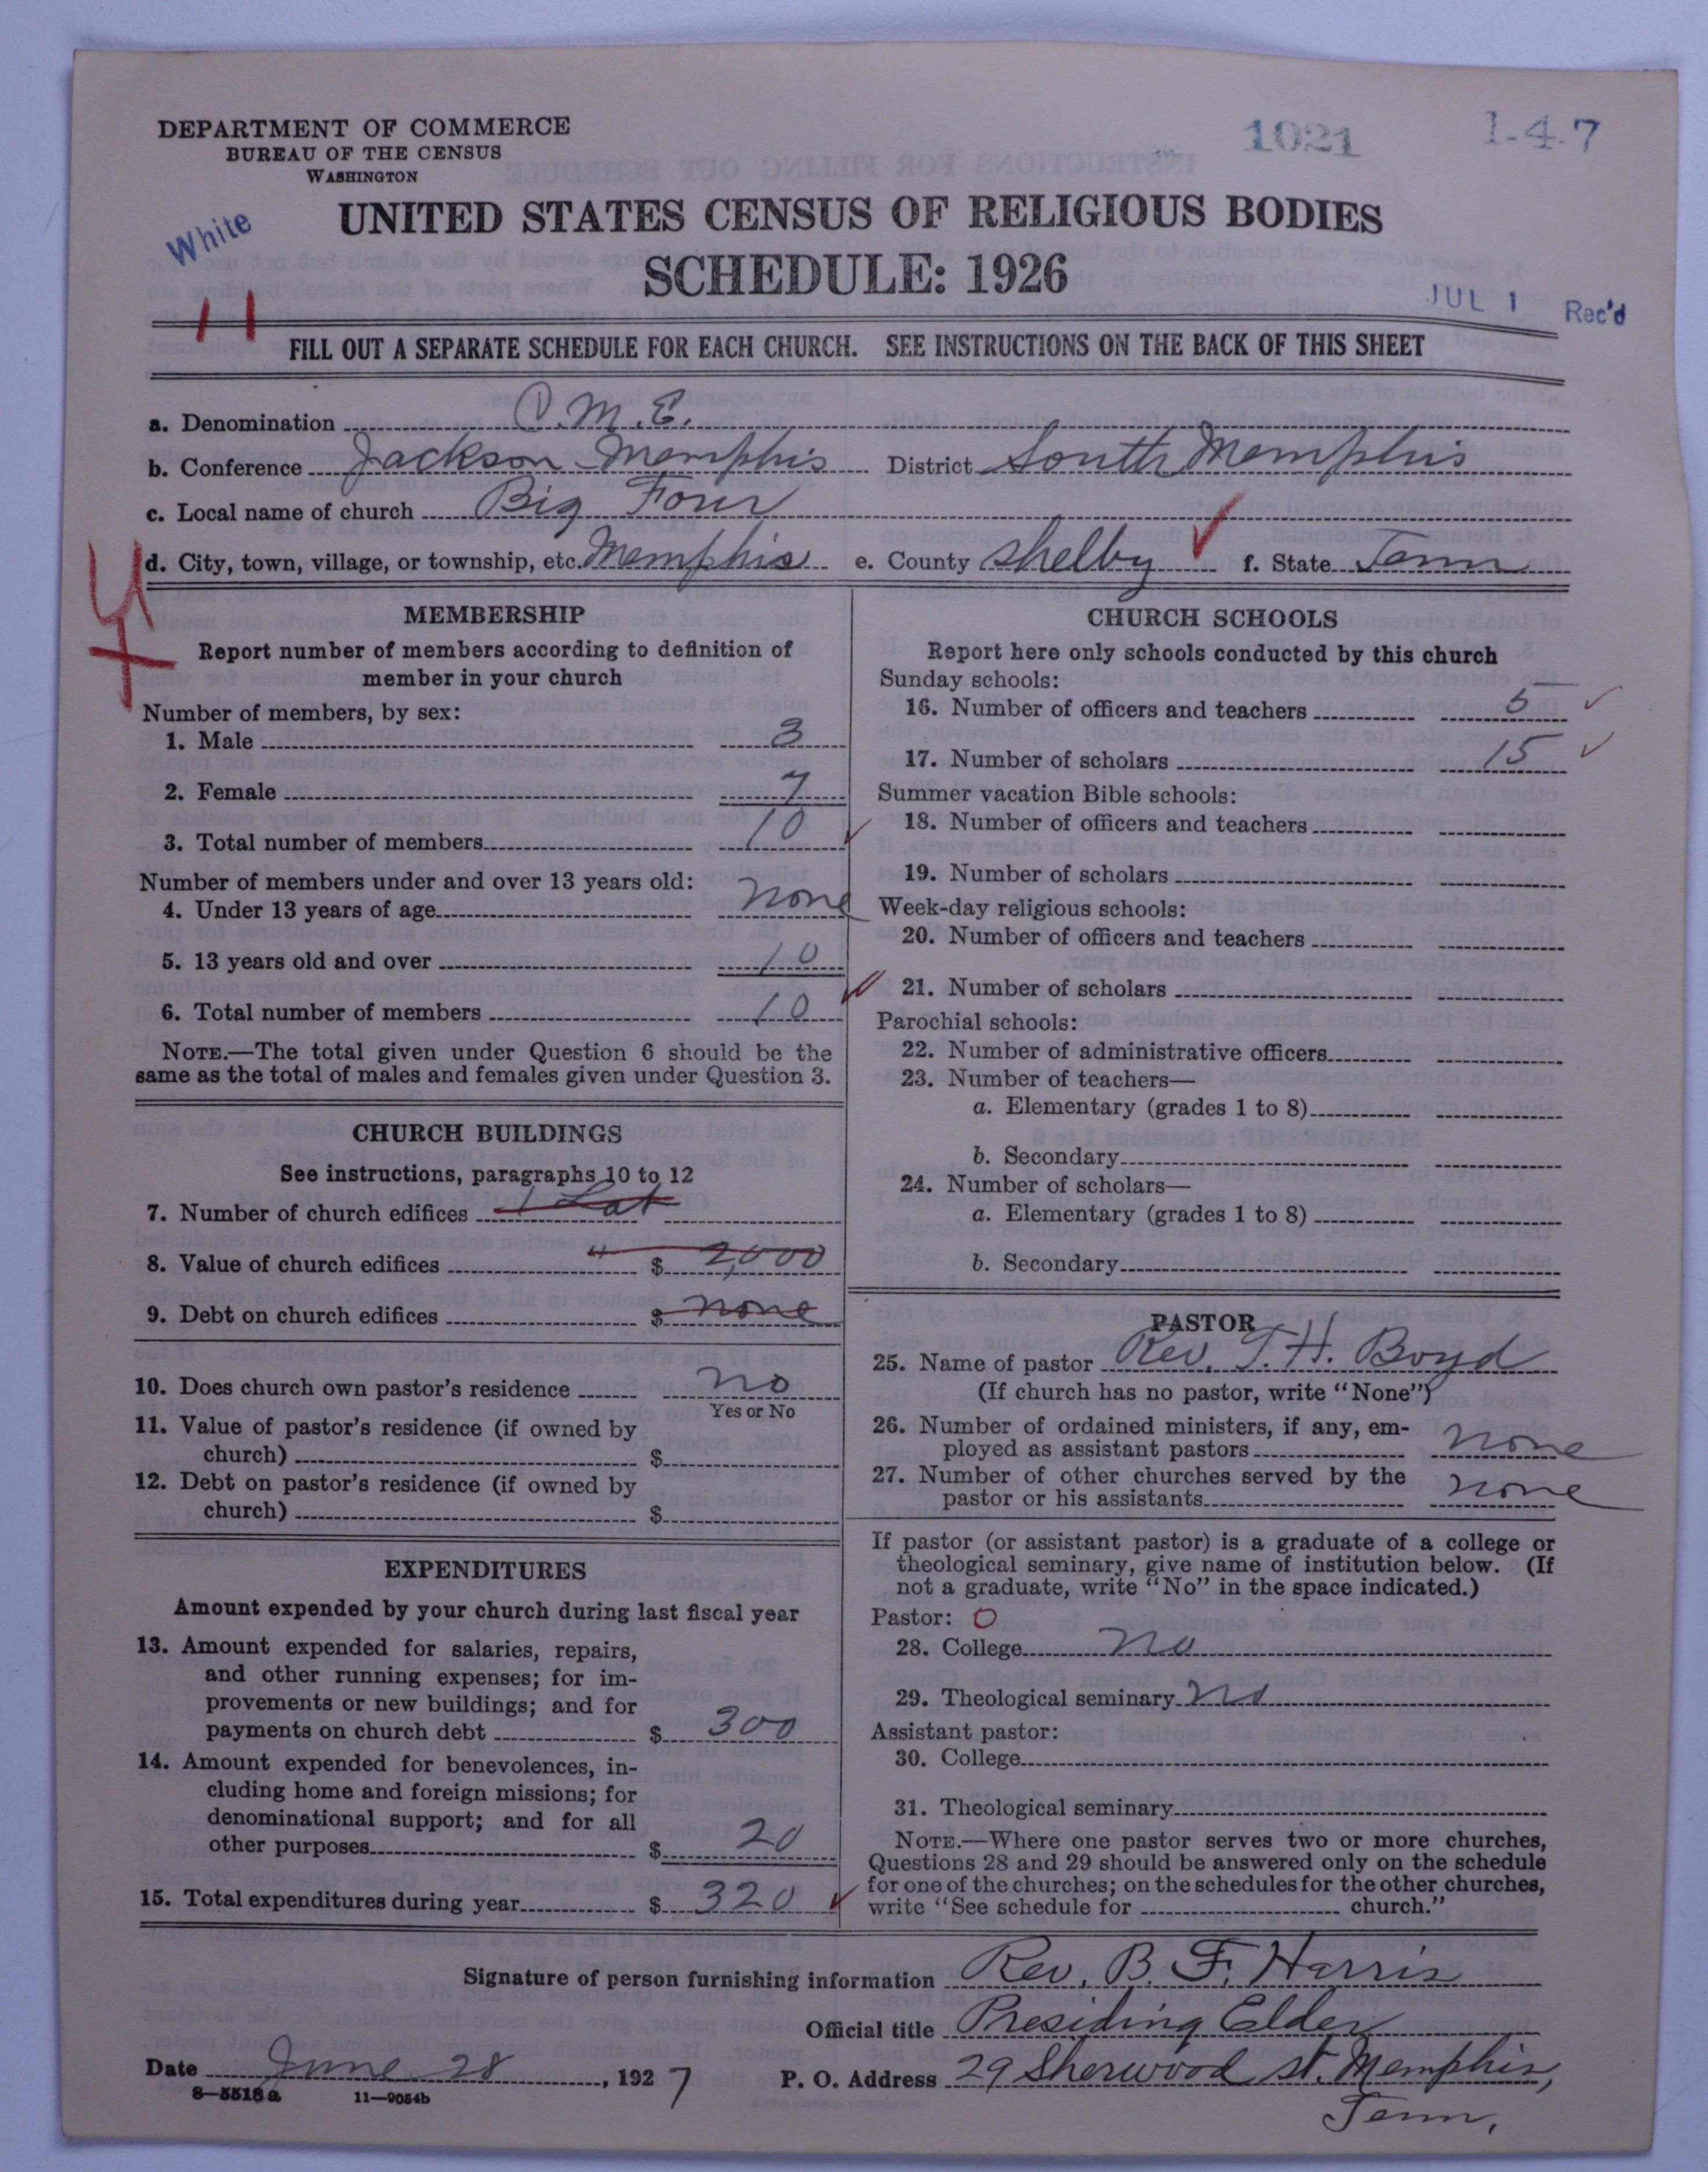 DEPARTMENT OF COMMERCE
BUREAU OF THE CENSUS
WASHINGTON
1021
1-4-7
White
UNITED STATES CENSUS OF RELIGIOUS BODIES
SCHEDULE: 1926
JUL 1 Rec'd
11
FILL OUT A SEPARATE SCHEDULE FOR EACH CHURCH. SEE INSTRUCTIONS ON THE BACK OF THIS SHEET
a. Denomination C.M.E.
b. Conference Jackson Memphis District South Memphis
c. Local name of church Big Four
d. City, town, village, or township, etc. Memphis e. County Shelby f. State Tenn
MEMBERSHIP
Report number of members according to definition of
member in your church
Number of members, by sex:
1. Male 3
2. Female 7
3. Total number of members 10
Number of members under and over 13 years old:
4. Under 13 years of age none
5. 13 years old and over 10
6. Total number of members 10
NOTE.—The total given under Question 6 should be the
same as the total of males and females given under Question 3.
CHURCH BUILDINGS
See instructions, paragraphs 10 to 12
7. Number of church edifices 1 Lot
8. Value of church edifices " $ 2,000
9. Debt on church edifices $ none
10. Does church own pastor's residence no
Yes or No
11. Value of pastor's residence (if owned by
church) $
12. Debt on pastor's residence (if owned by
church) $
EXPENDITURES
Amount expended by your church during last fiscal year
13. Amount expended for salaries, repairs,
and other running expenses; for im-
provements or new buildings; and for
payments on church debt $ 300
14. Amount expended for benevolences, in-
cluding home and foreign missions; for
denominational support; and for all
other purposes $ 20
15. Total expenditures during year $ 320
CHURCH SCHOOLS
Report here only schools conducted by this church
Sunday schools:
16. Number of officers and teachers 5
17. Number of scholars 15
Summer vacation Bible schools:
18. Number of officers and teachers
19. Number of scholars
Week-day religious schools:
20. Number of officers and teachers
21. Number of scholars
Parochial schools:
22. Number of administrative officers
23. Number of teachers—
a. Elementary (grades 1 to 8)
b. Secondary
24. Number of scholars—
a. Elementary (grades 1 to 8)
b. Secondary
PASTOR
25. Name of pastor Rev. T. H. Boyd
(If church has no pastor, write "None")
26. Number of ordained ministers, if any, em-
ployed as assistant pastors none
27. Number of other churches served by the
pastor or his assistants none
If pastor (or assistant pastor) is a graduate of a college or
theological seminary, give name of institution below. (If
not a graduate, write "No" in the space indicated.)
Pastor: O
28. College no
29. Theological seminary no
Assistant pastor:
30. College
31. Theological seminary
NOTE.—Where one pastor serves two or more churches,
Questions 28 and 29 should be answered only on the schedule
for one of the churches; on the schedules for the other churches,
write "See schedule for church."
Signature of person furnishing information Rev. B. F. Harris
Official title Presiding Elder
Date June 28, 1927 P. O. Address 29 Sherwood st. Memphis,
Tenn.
8—5518a 11—9054b